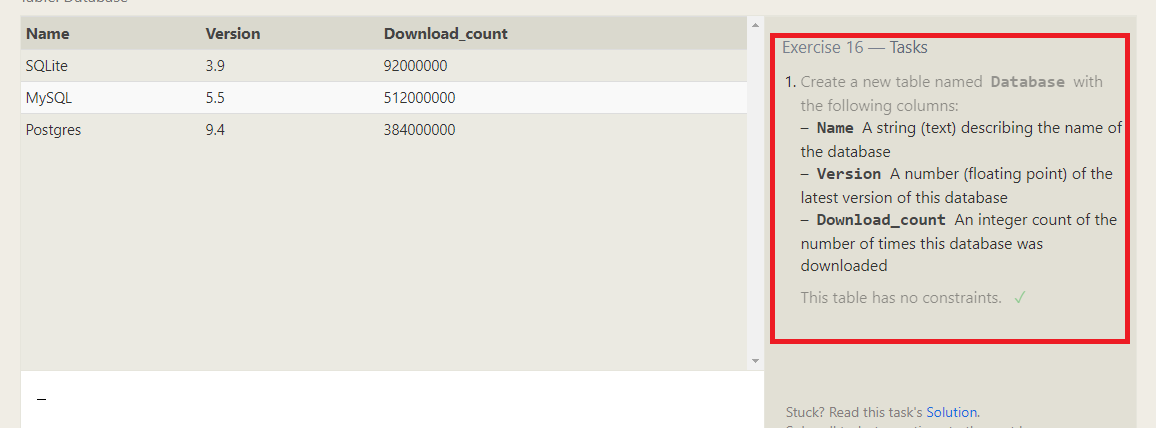 Table: Database
Name Version Download_count
SQLite 3.9 92000000
MySQL 5.5 512000000
Postgres 9.4 384000000
Exercise 16 — Tasks
1. Create a new table named Database with
the following columns:
– Name A string (text) describing the name of
the database
– Version A number (floating point) of the
latest version of this database
– Download_count An integer count of the
number of times this database was
downloaded
This table has no constraints. ✓
Stuck? Read this task's Solution.